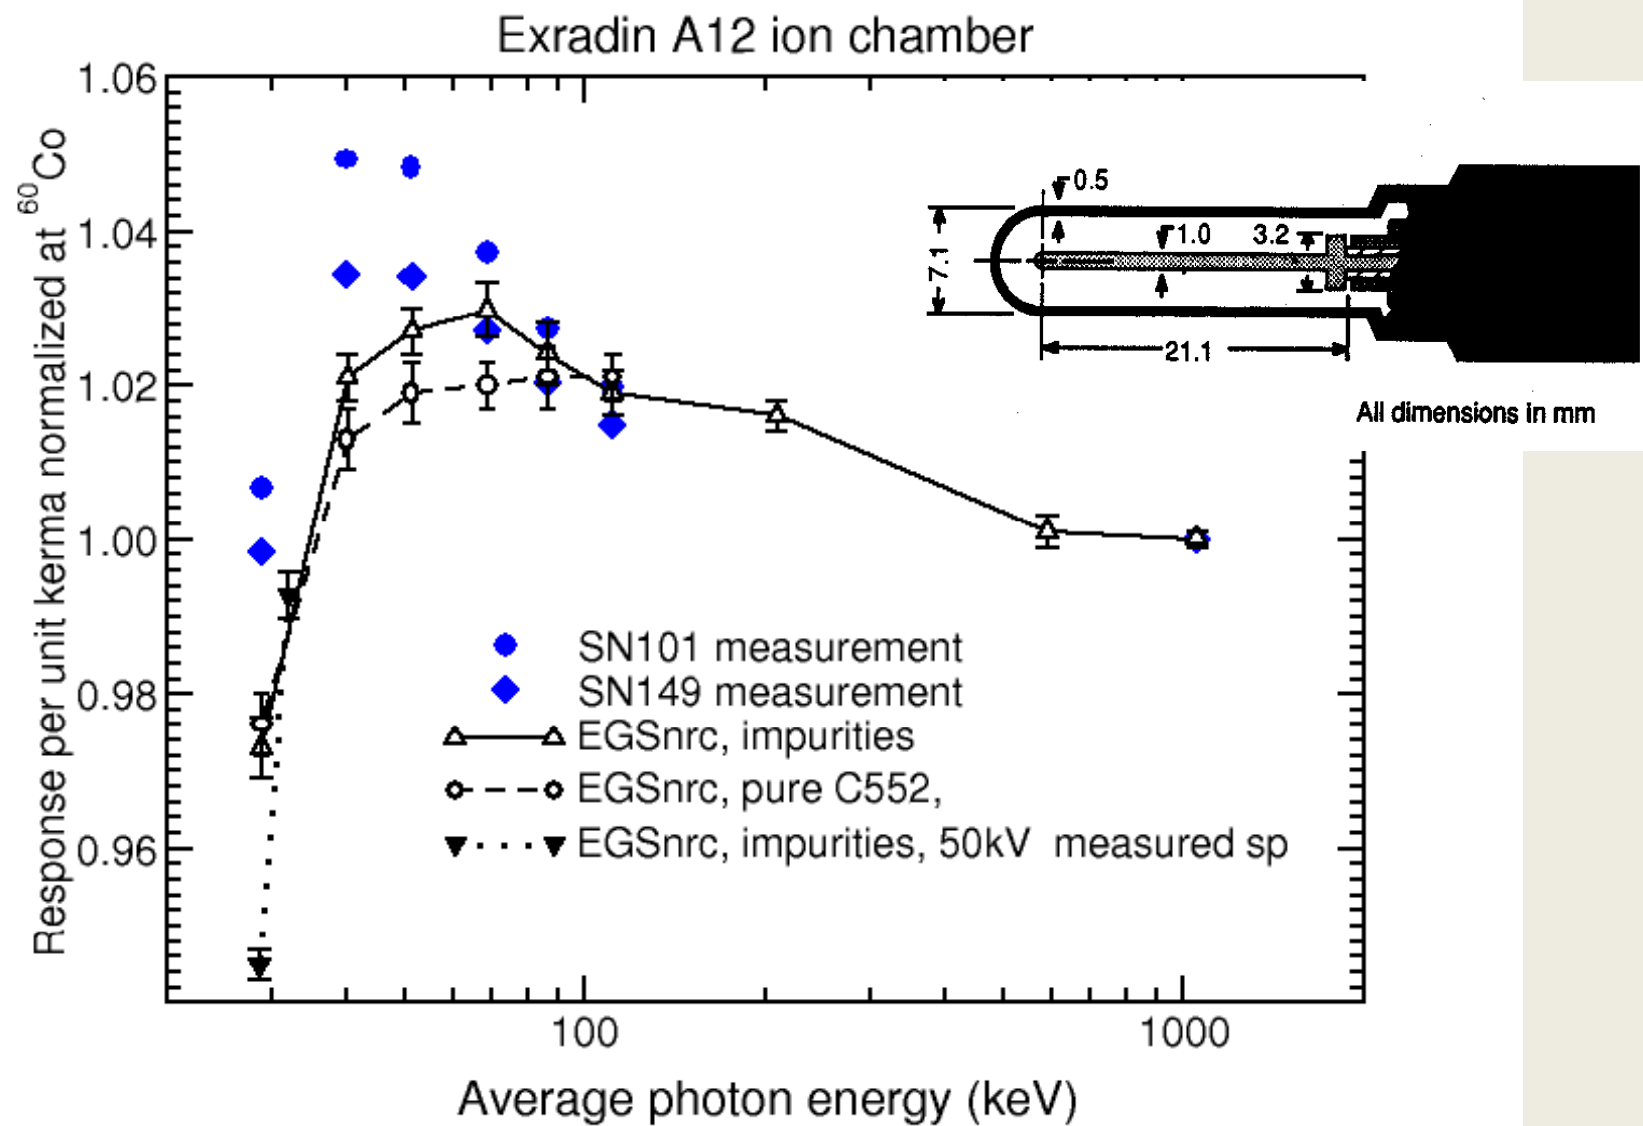 Exradin A12 ion chamber
Response per unit kerma normalized at ⁶⁰Co
1.06
1.04
1.02
1.00
0.98
0.96
0.5
7.1
1.0
3.2
21.1
All dimensions in mm
SN101 measurement
SN149 measurement
EGSnrc, impurities
EGSnrc, pure C552,
EGSnrc, impurities, 50kV measured sp
100
1000
Average photon energy (keV)